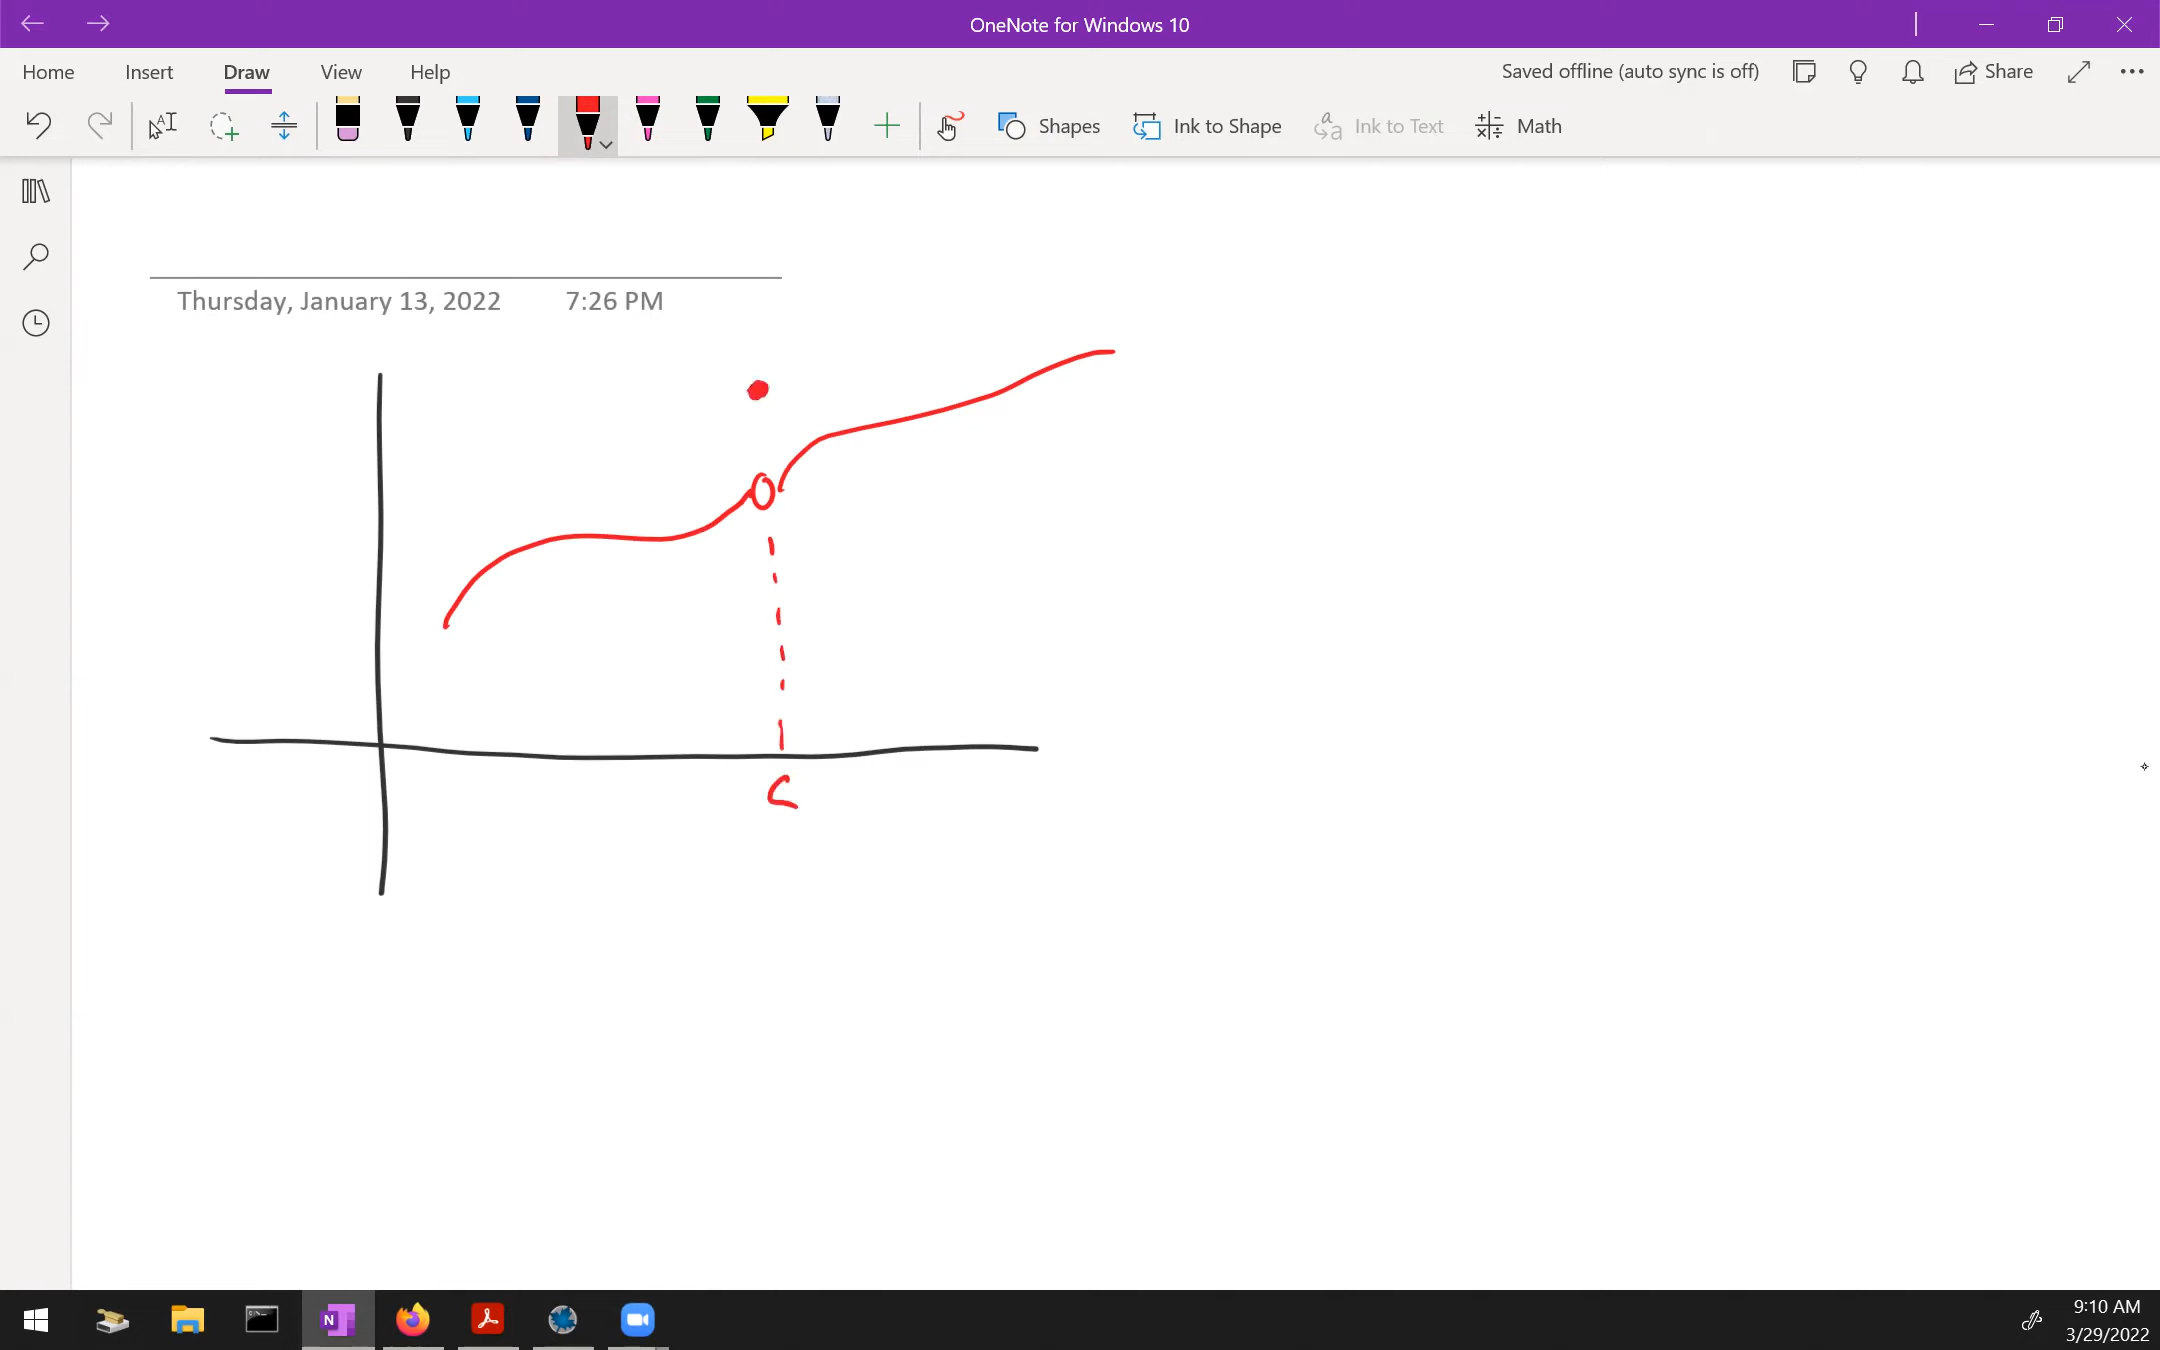 OneNote for Windows 10
Home Insert Draw View Help Saved offline (auto sync is off) Share
Shapes Ink to Shape Ink to Text Math
Thursday, January 13, 2022 7:26 PM
c
9:10 AM
3/29/2022